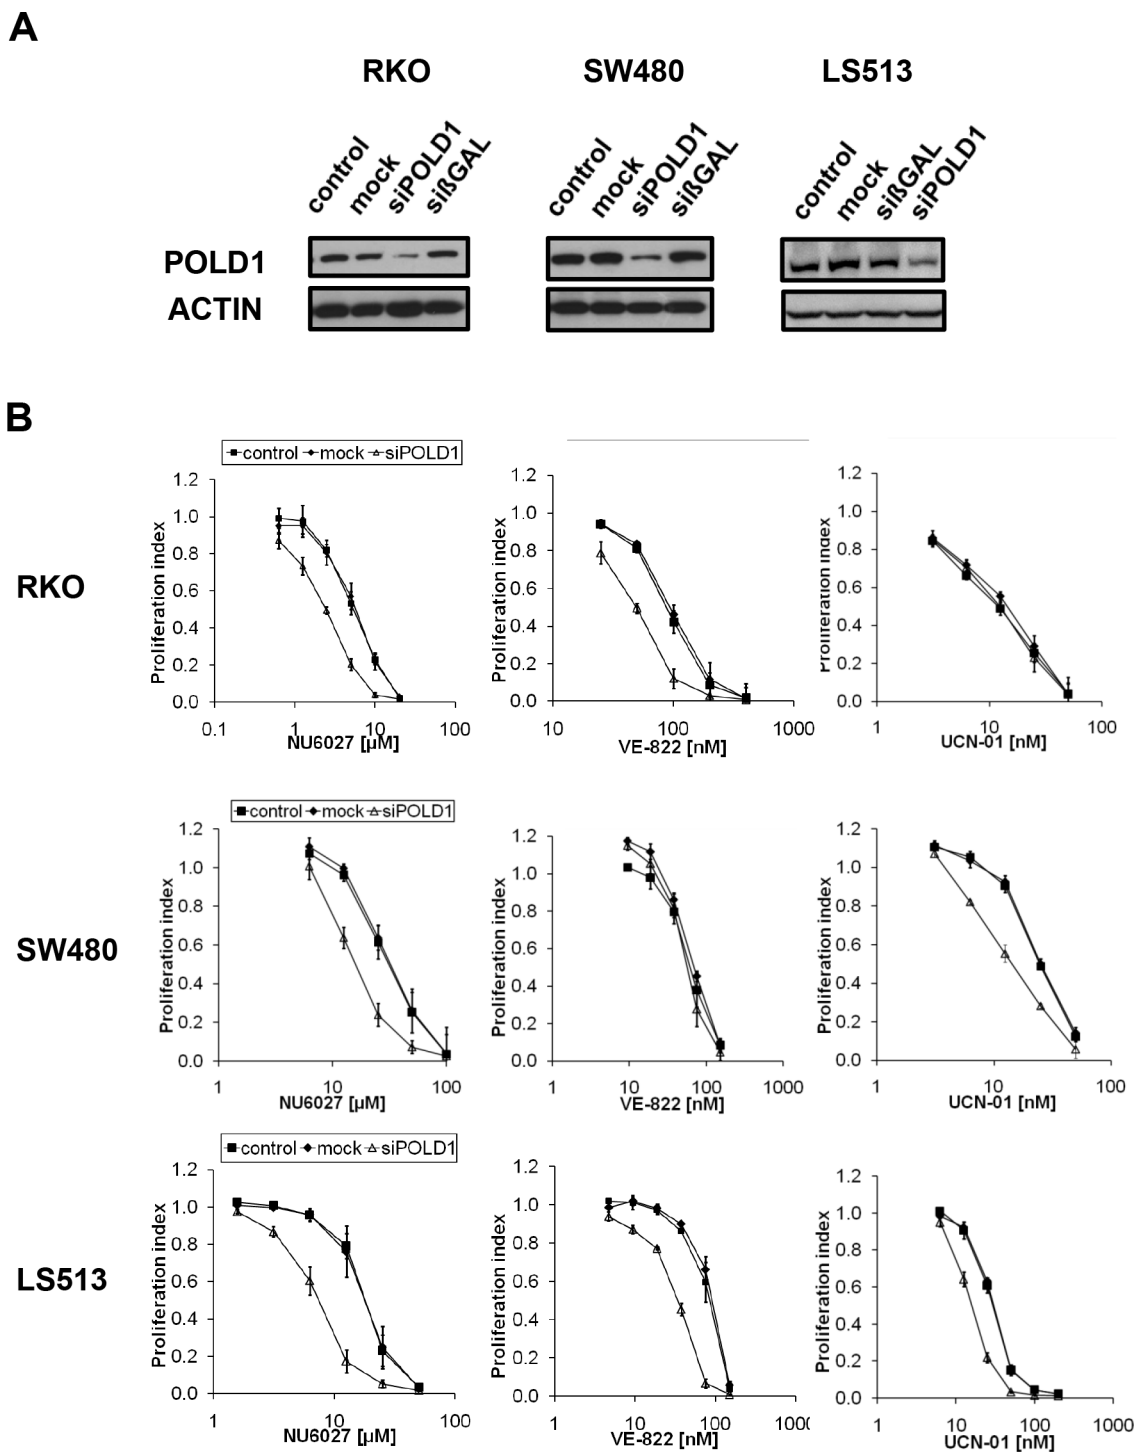 A
RKO SW480 LS513
control mock siPOLD1 sißGAL control mock siPOLD1 sißGAL control mock sißGAL siPOLD1
POLD1
ACTIN
B
control mock siPOLD1
RKO
Proliferation index
1.2
1.0
0.8
0.6
0.4
0.2
0.0
0.1 1 10 100
NU6027 [µM]
Proliferation index
1.2
1.0
0.8
0.6
0.4
0.2
0.0
10 100 1000
VE-822 [nM]
Proliferation index
1.2
1.0
0.8
0.6
0.4
0.2
0.0
1 10 100
UCN-01 [nM]
control mock siPOLD1
SW480
Proliferation index
1.2
1.0
0.8
0.6
0.4
0.2
0.0
1 10 100
NU6027 [µM]
Proliferation index
1.2
1.0
0.8
0.6
0.4
0.2
0.0
1 10 100 1000
VE-822 [nM]
Proliferation index
1.2
1.0
0.8
0.6
0.4
0.2
0.0
1 10 100
UCN-01 [nM]
control mock siPOLD1
LS513
Proliferation index
1.2
1.0
0.8
0.6
0.4
0.2
0.0
1 10 100
NU6027 [µM]
Proliferation index
1.2
1.0
0.8
0.6
0.4
0.2
0.0
1 10 100 1000
VE-822 [nM]
Proliferation index
1.2
1.0
0.8
0.6
0.4
0.2
0.0
1 10 100 1000
UCN-01 [nM]